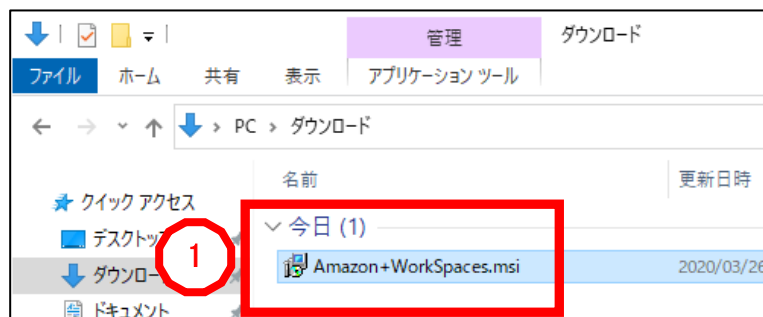 管理 ダウンロード
ファイル ホーム 共有 表示 アプリケーション ツール
PC › ダウンロード
名前 更新日時
クイック アクセス
今日 (1)
デスクトッ
1
ダウンロー Amazon+WorkSpaces.msi 2020/03/26
ドキュメント